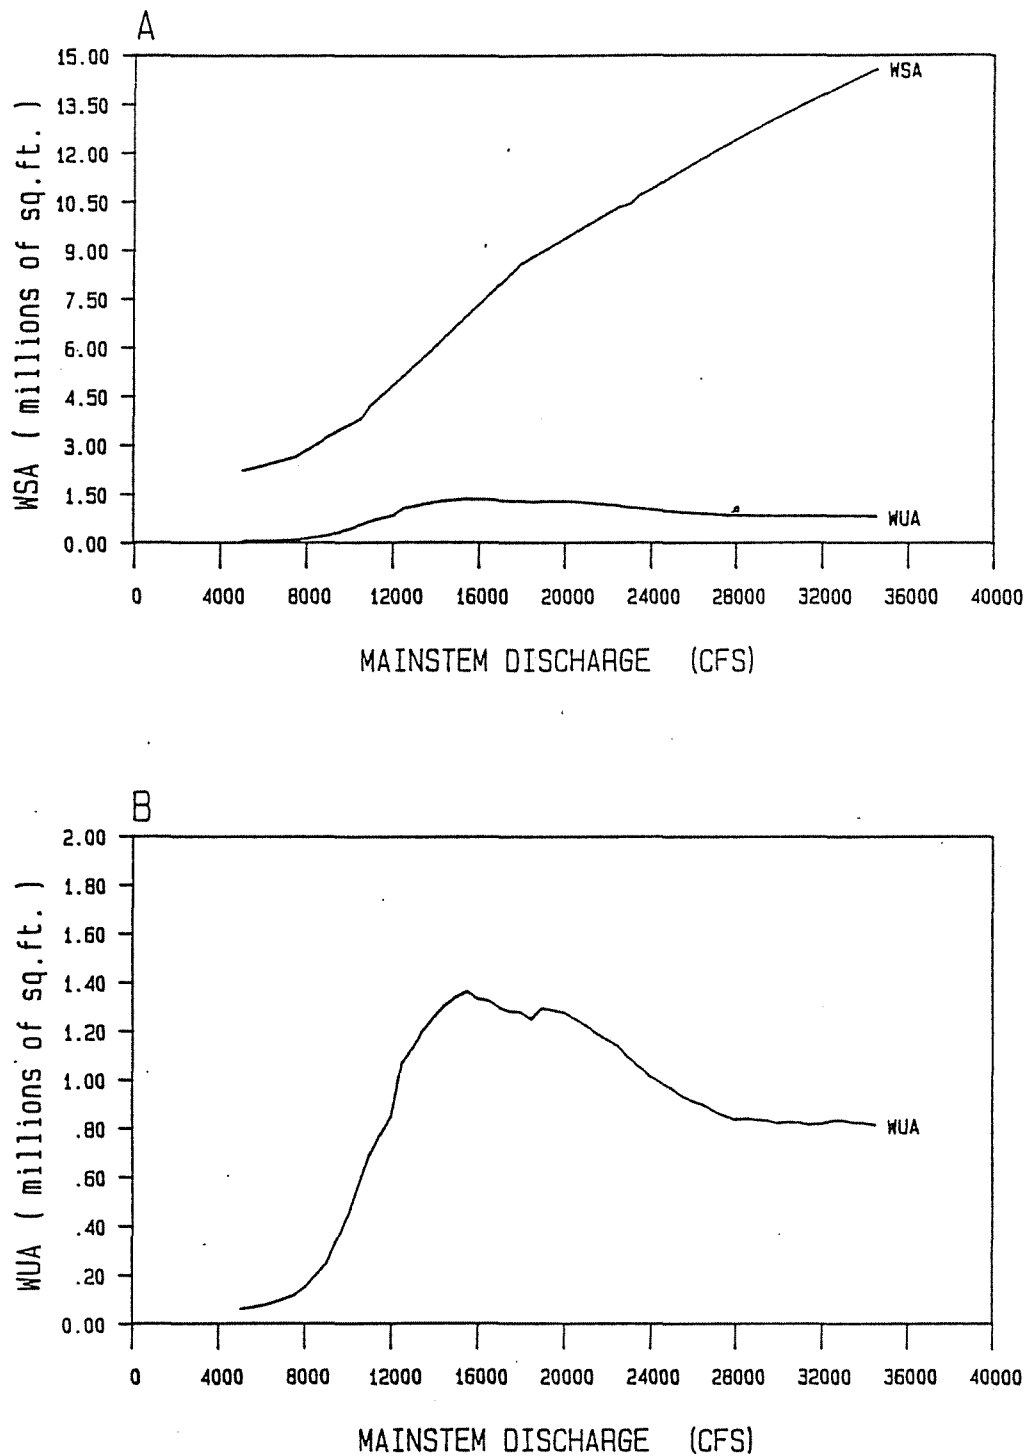 A
15.00
13.50
12.00
10.50
9.00
7.50
6.00
4.50
3.00
1.50
0.00
WSA ( millions of sq.ft. )
WSA
WUA
0 4000 8000 12000 16000 20000 24000 28000 32000 36000 40000
MAINSTEM DISCHARGE (CFS)
B
2.00
1.80
1.60
1.40
1.20
1.00
.80
.60
.40
.20
0.00
WUA ( millions of sq.ft. )
WUA
0 4000 8000 12000 16000 20000 24000 28000 32000 36000 40000
MAINSTEM DISCHARGE (CFS)